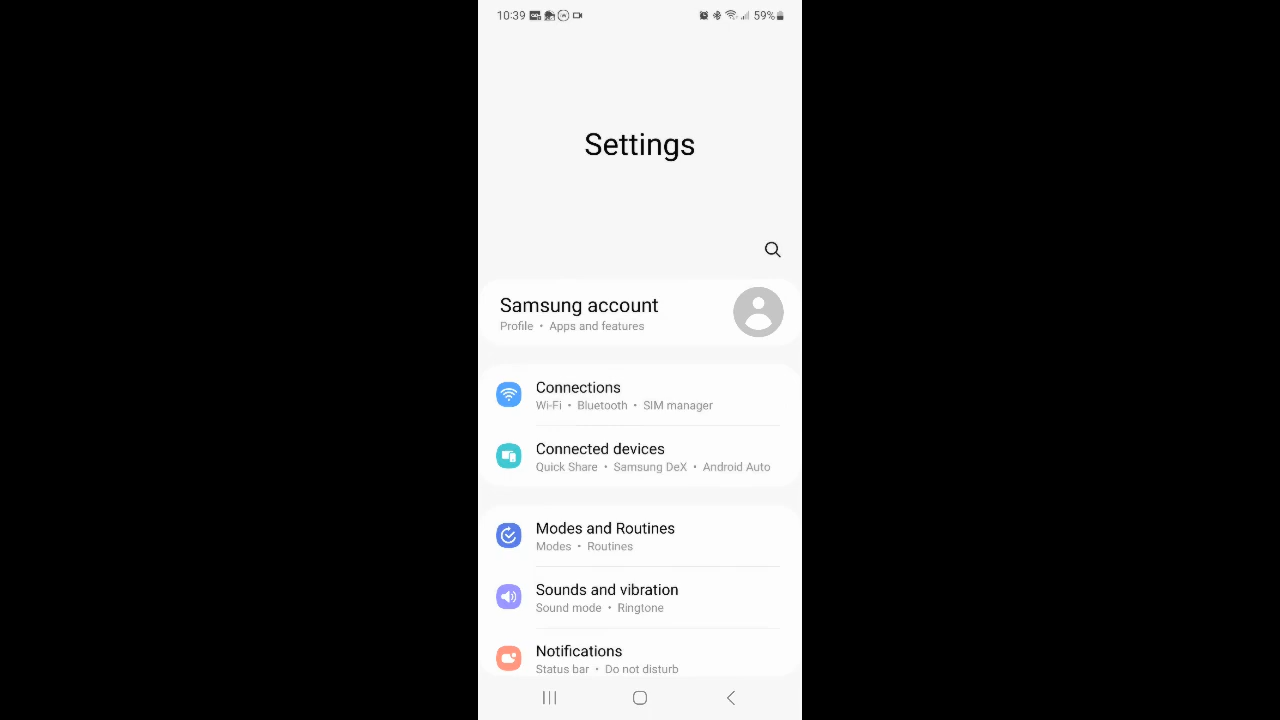 10:39 59%
Settings
Samsung account
Profile • Apps and features
Connections
Wi-Fi • Bluetooth • SIM manager
Connected devices
Quick Share • Samsung DeX • Android Auto
Modes and Routines
Modes • Routines
Sounds and vibration
Sound mode • Ringtone
Notifications
Status bar • Do not disturb